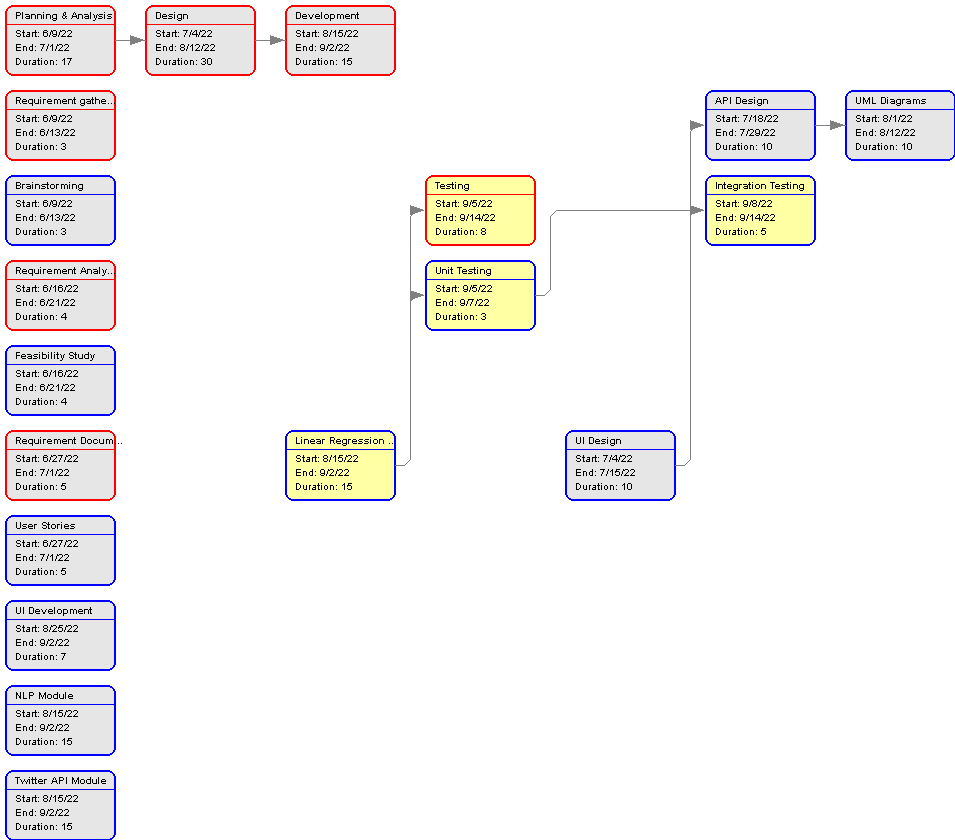 Planning & Analysis
Start: 6/9/22
End: 7/1/22
Duration: 17
Design
Start: 7/4/22
End: 8/12/22
Duration: 30
Development
Start: 8/15/22
End: 9/2/22
Duration: 15
Requirement gathe...
Start: 6/9/22
End: 6/13/22
Duration: 3
API Design
Start: 7/18/22
End: 7/29/22
Duration: 10
UML Diagrams
Start: 8/1/22
End: 8/12/22
Duration: 10
Brainstorming
Start: 6/9/22
End: 6/13/22
Duration: 3
Testing
Start: 9/5/22
End: 9/14/22
Duration: 8
Integration Testing
Start: 9/8/22
End: 9/14/22
Duration: 5
Requirement Analy...
Start: 6/16/22
End: 6/21/22
Duration: 4
Unit Testing
Start: 9/5/22
End: 9/7/22
Duration: 3
Feasibility Study
Start: 6/16/22
End: 6/21/22
Duration: 4
Requirement Docum...
Start: 6/27/22
End: 7/1/22
Duration: 5
Linear Regression ...
Start: 8/15/22
End: 9/2/22
Duration: 15
UI Design
Start: 7/4/22
End: 7/15/22
Duration: 10
User Stories
Start: 6/27/22
End: 7/1/22
Duration: 5
UI Development
Start: 8/25/22
End: 9/2/22
Duration: 7
NLP Module
Start: 8/15/22
End: 9/2/22
Duration: 15
Twitter API Module
Start: 8/15/22
End: 9/2/22
Duration: 15